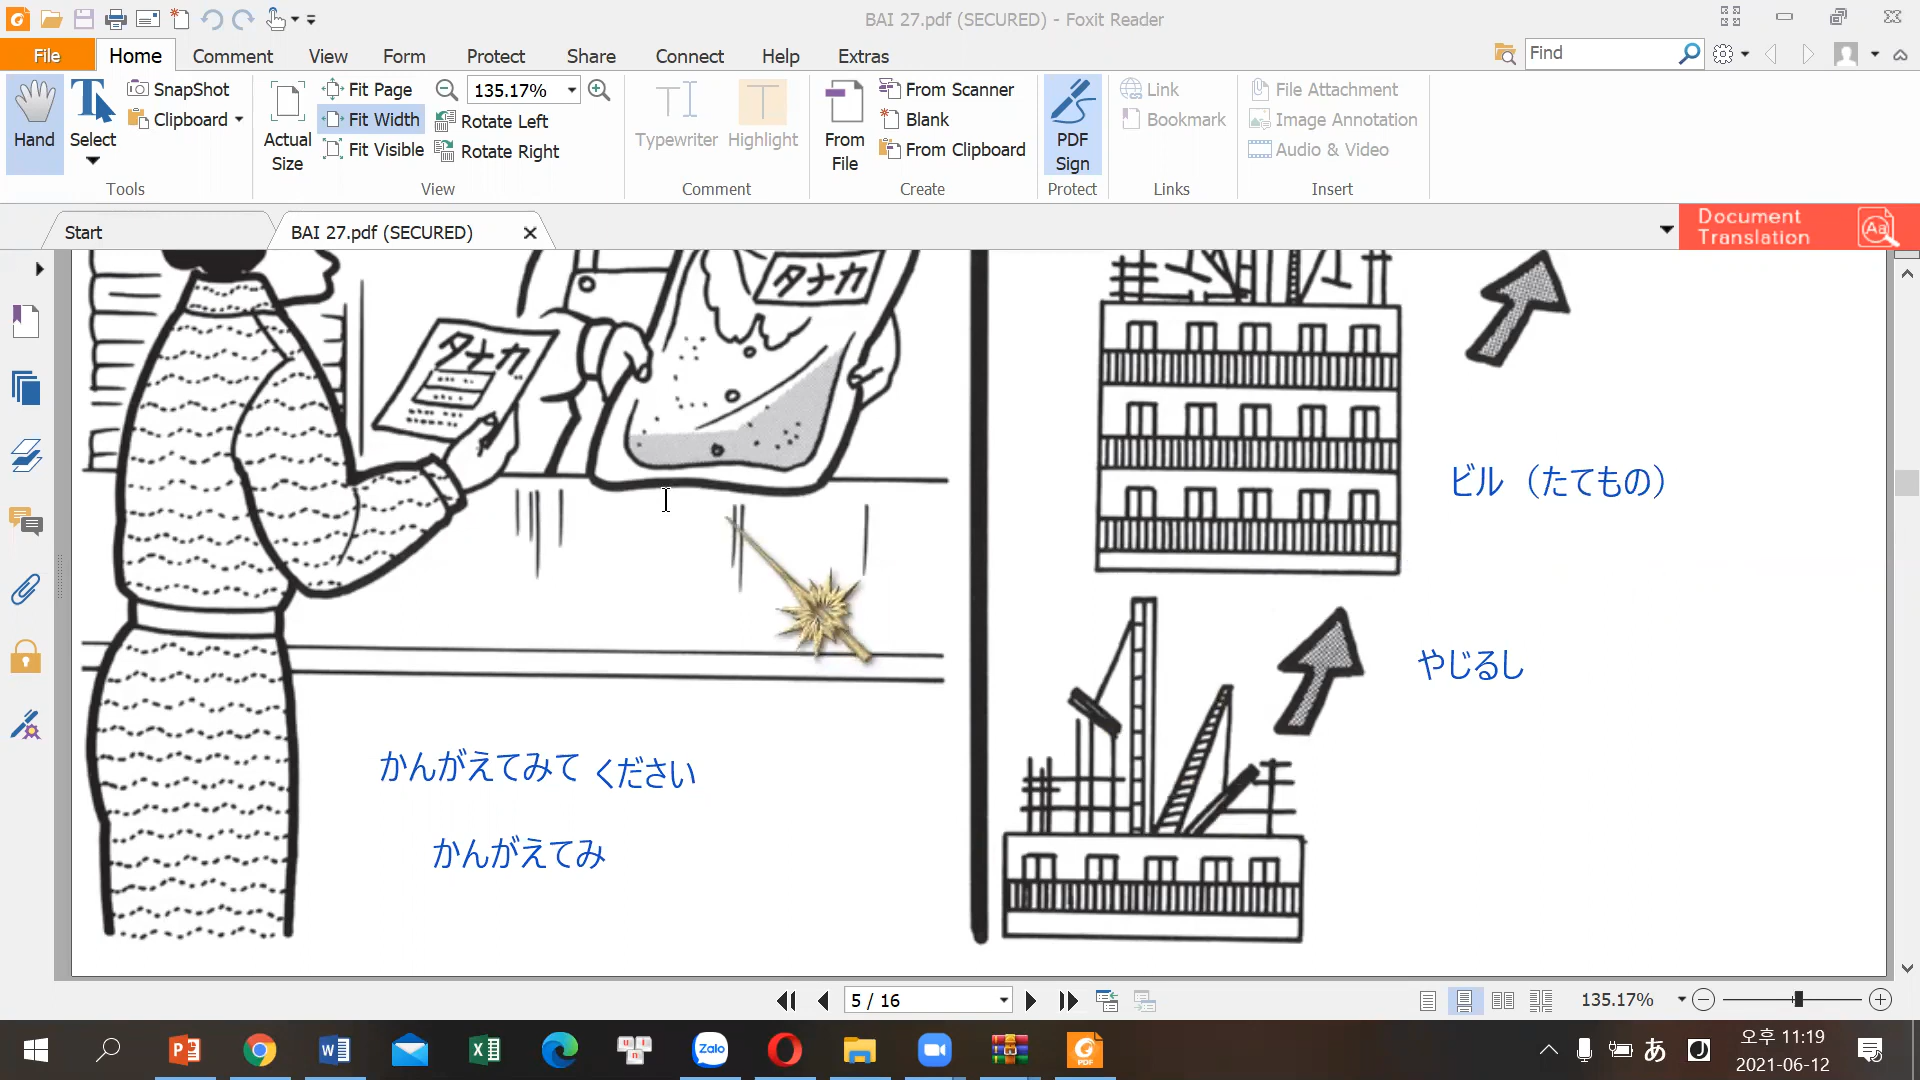 BAI 27.pdf (SECURED) - Foxit Reader
File Home Comment View Form Protect Share Connect Help Extras
Find
Hand
Select
SnapShot
Clipboard
Tools
Actual Size
Fit Page
Fit Width
Fit Visible
135.17%
Rotate Left
Rotate Right
View
Typewriter
Highlight
Comment
From File
From Scanner
Blank
From Clipboard
Create
PDF Sign
Protect
Link
Bookmark
Links
File Attachment
Image Annotation
Audio & Video
Insert
Start
BAI 27.pdf (SECURED)
Document Translation
タナカ
タナカ
ビル（たてもの）
やじるし
かんがえてみて ください
かんがえてみ
5 / 16
135.17%
Zalo
PDF
あ
오후 11:19
2021-06-12